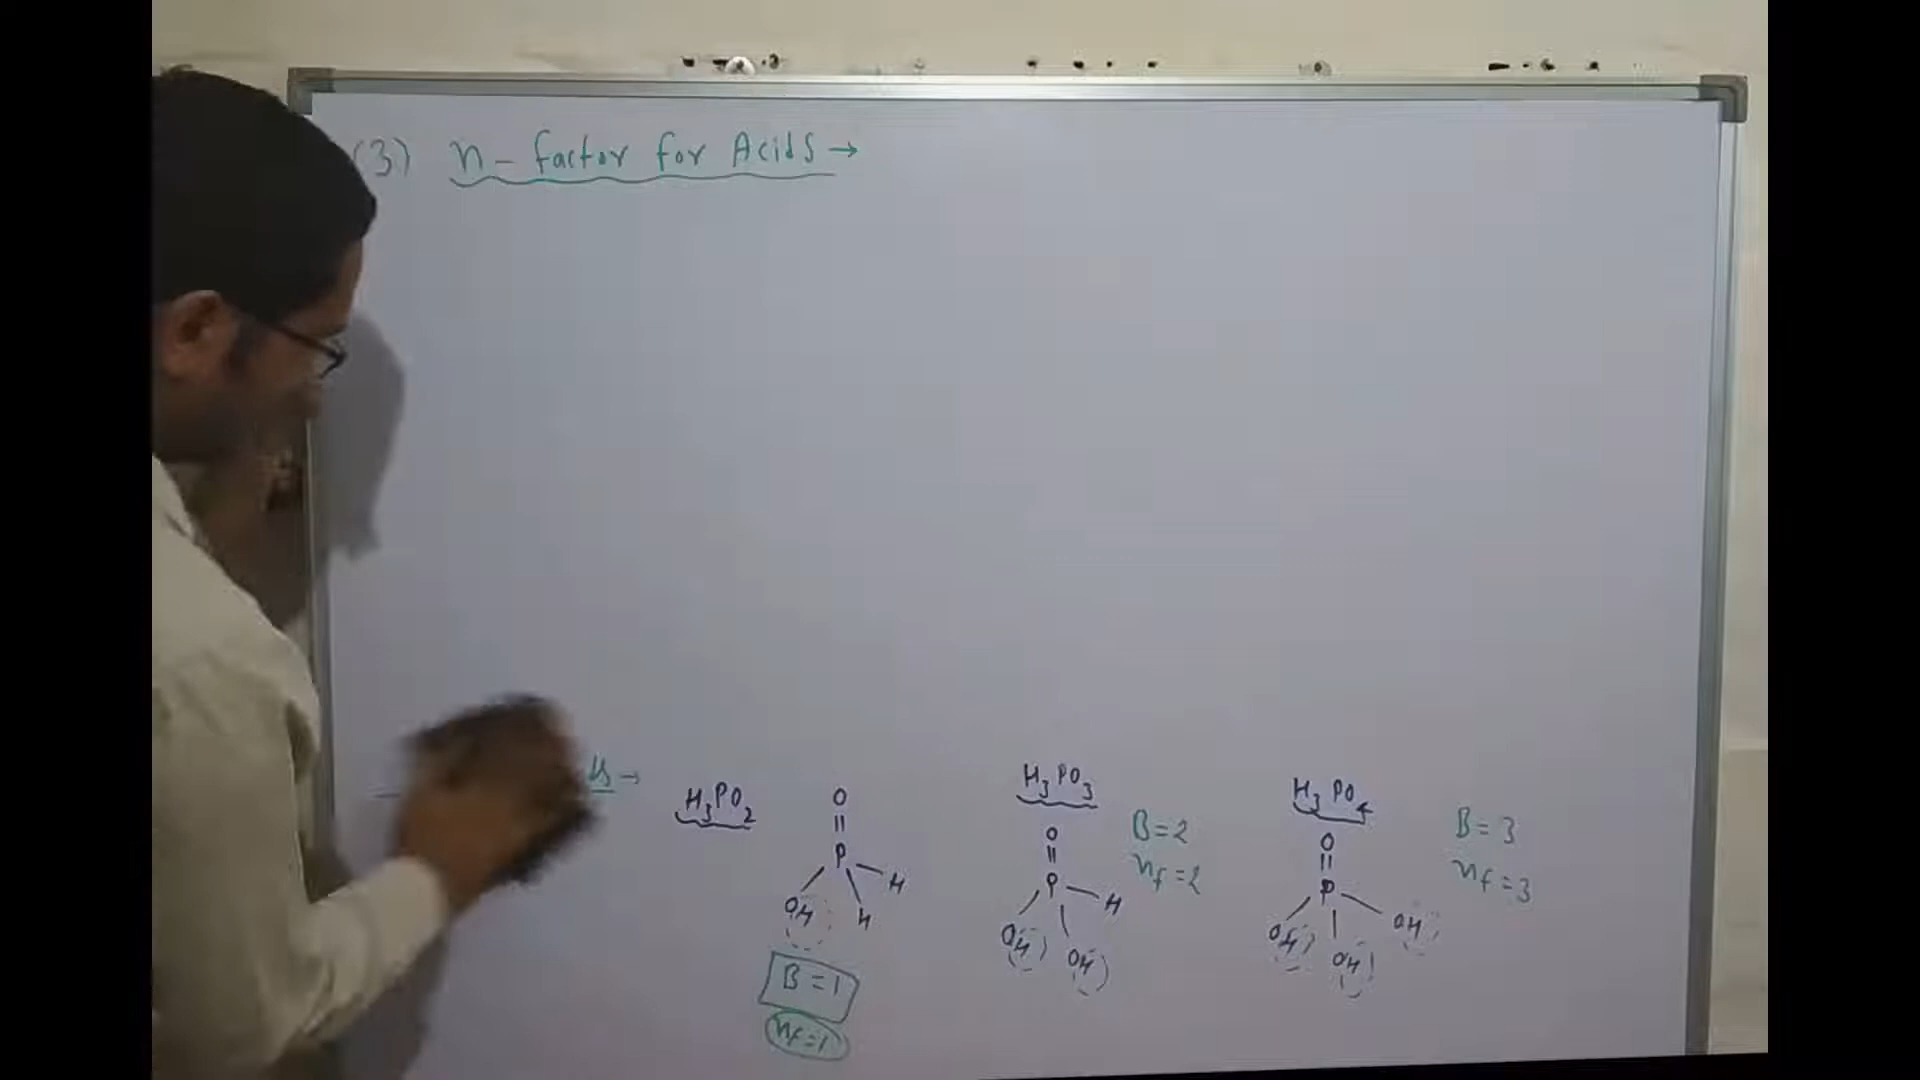 (3) n-factor for Acids →
H₃PO₂
O
||
P
H
OH
H
B=1
nf=1
H₃PO₃
O
||
P
H
OH
OH
B=2
nf=2
H₃PO₄
O
||
P
OH
OH
OH
B=3
nf=3